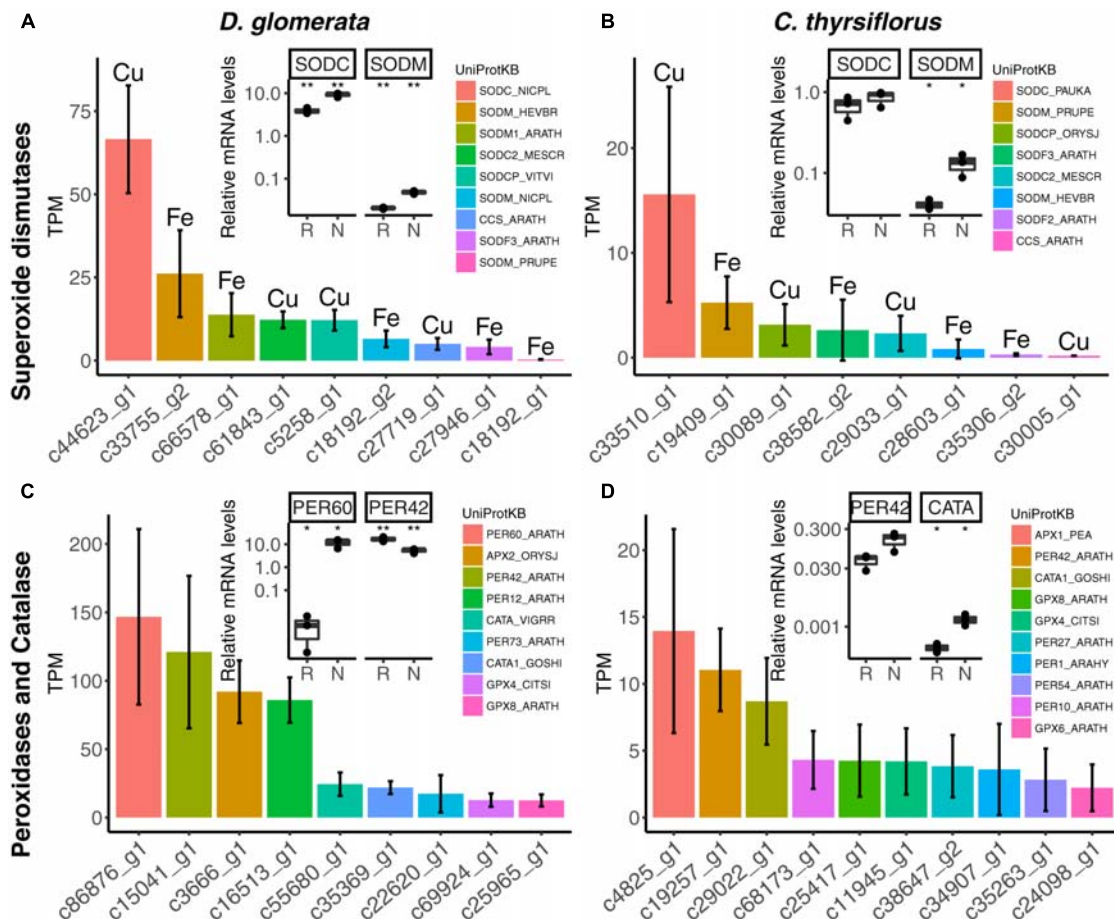 A
D. glomerata
B
C. thyrsiflorus
Superoxide dismutases
TPM
75
50
25
0
Cu
Fe
Fe
Cu
Cu
Fe
Cu
Fe
Fe
c44623_g1
c33755_g2
c66578_g1
c61843_g1
c5258_g1
c18192_g2
c27719_g1
c27946_g1
c18192_g1
Relative mRNA levels
10.0
1.0
0.1
SODC
SODM
** ** ** **
R N R N
UniProtKB
SODC_NICPL
SODM_HEVBR
SODM1_ARATH
SODC2_MESCR
SODCP_VITVI
SODM_NICPL
CCS_ARATH
SODF3_ARATH
SODM_PRUPE
TPM
20
10
0
Cu
Fe
Cu
Fe
Cu
Fe
Fe
Cu
c33510_g1
c19409_g1
c30089_g1
c38582_g2
c29033_g1
c28603_g1
c35306_g2
c30005_g1
Relative mRNA levels
1.0
0.1
SODC
SODM
* *
R N R N
UniProtKB
SODC_PAUKA
SODM_PRUPE
SODCP_ORYSJ
SODF3_ARATH
SODC2_MESCR
SODM_HEVBR
SODF2_ARATH
CCS_ARATH
C
D
Peroxidases and Catalase
TPM
200
150
100
50
0
c86876_g1
c15041_g1
c3666_g1
c16513_g1
c55680_g1
c35369_g1
c22620_g1
c69924_g1
c25965_g1
Relative mRNA levels
10.0
0.1
PER60
PER42
* * ** **
R N R N
UniProtKB
PER60_ARATH
APX2_ORYSJ
PER42_ARATH
PER12_ARATH
CATA_VIGRR
PER73_ARATH
CATA1_GOSHI
GPX4_CITSI
GPX8_ARATH
TPM
20
15
10
5
0
c4825_g1
c19257_g1
c29022_g1
c68173_g1
c25417_g1
c11945_g1
c38647_g2
c34907_g1
c35263_g1
c24098_g1
Relative mRNA levels
0.300
0.030
0.001
PER42
CATA
* *
R N R N
UniProtKB
APX1_PEA
PER42_ARATH
CATA1_GOSHI
GPX8_ARATH
GPX4_CITSI
PER27_ARATH
PER1_ARAHY
PER54_ARATH
PER10_ARATH
GPX6_ARATH